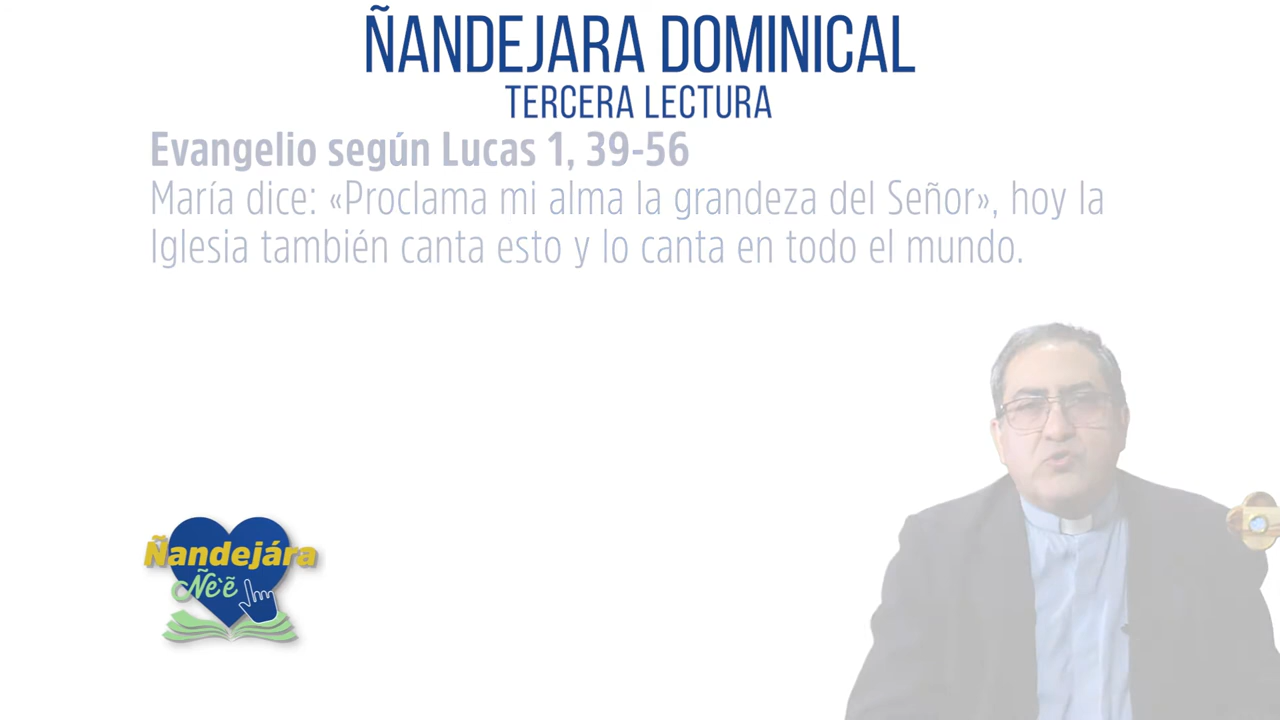 ÑANDEJARA DOMINICAL
TERCERA LECTURA
Evangelio según Lucas 1, 39-56
María dice: «Proclama mi alma la grandeza del Señor», hoy la
Iglesia también canta esto y lo canta en todo el mundo.
Ñandejára
Ñe'ẽ